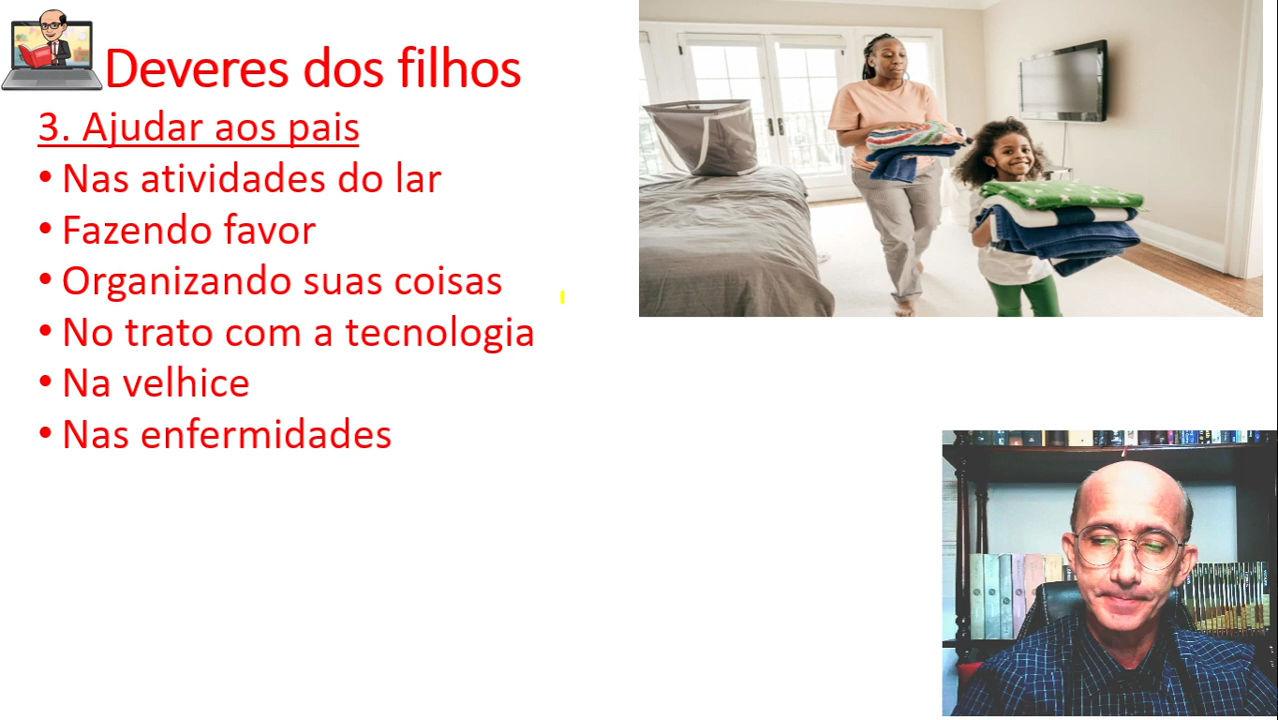 Deveres dos filhos
3. Ajudar aos pais
• Nas atividades do lar
• Fazendo favor
• Organizando suas coisas
• No trato com a tecnologia
• Na velhice
• Nas enfermidades